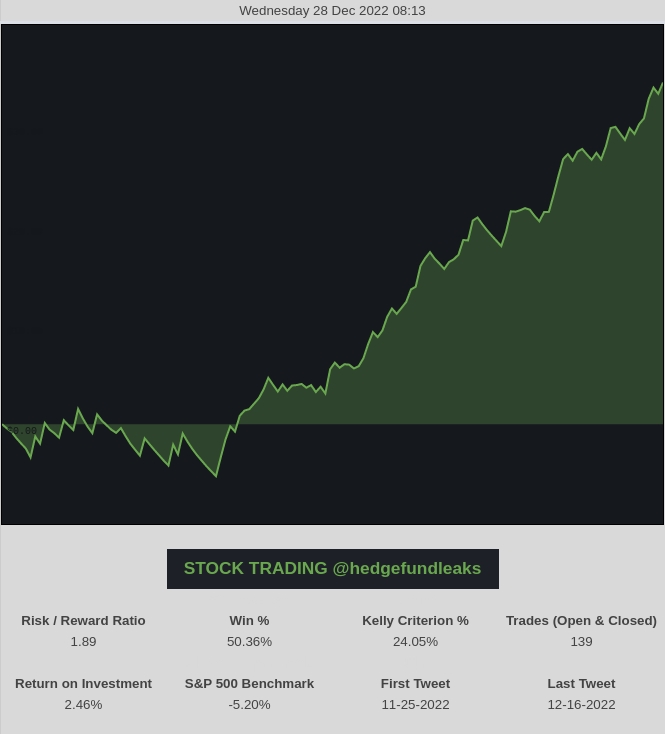 Wednesday 28 Dec 2022 08:13
STOCK TRADING @hedgefundleaks
Risk / Reward Ratio Win % Kelly Criterion % Trades (Open & Closed)
1.89 50.36% 24.05% 139
Return on Investment S&P 500 Benchmark First Tweet Last Tweet
2.46% -5.20% 11-25-2022 12-16-2022